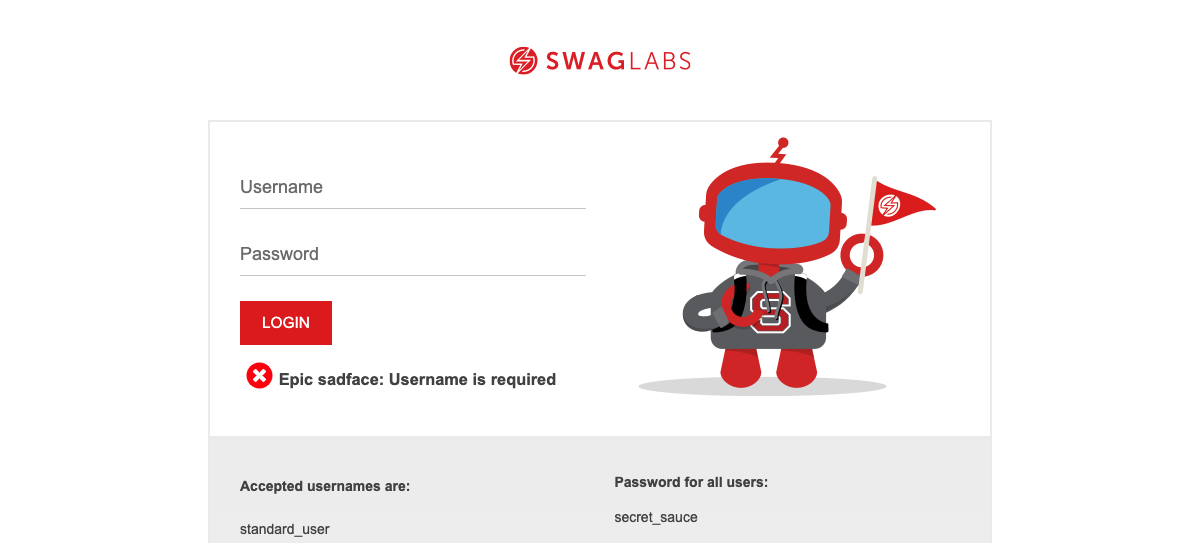 SWAGLABS
Username
Password
LOGIN
Epic sadface: Username is required
S
Accepted usernames are:
standard_user
Password for all users:
secret_sauce